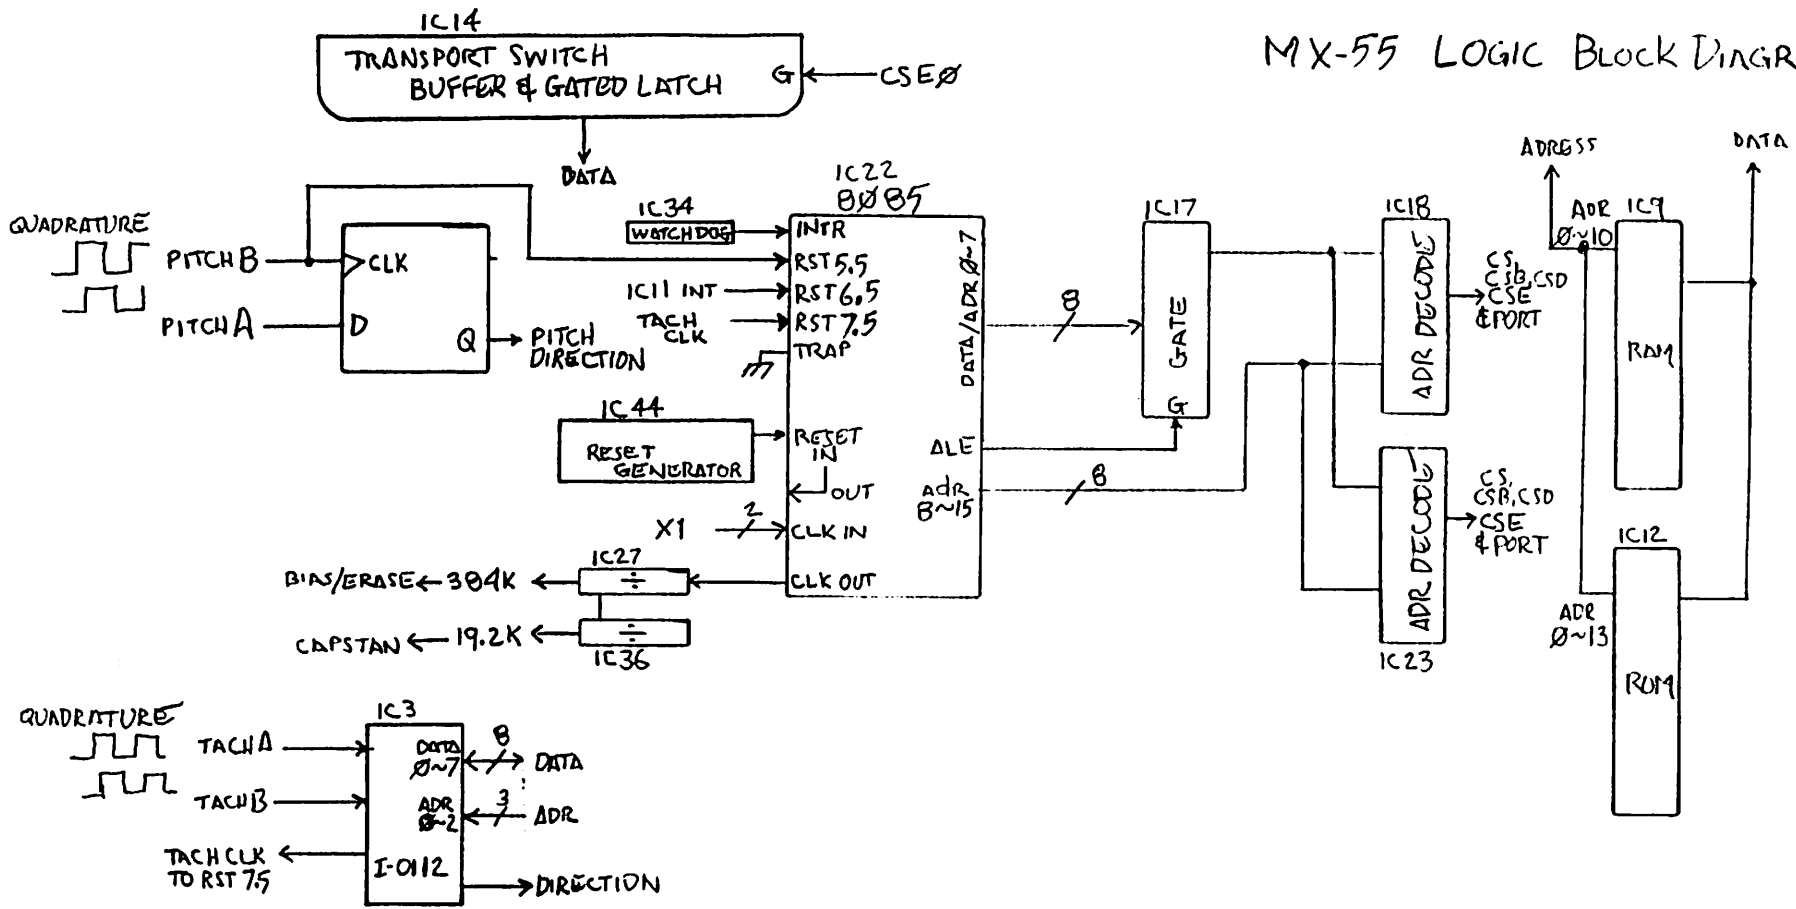 MX-55 LOGIC BLOCK DIAGR
IC14
TRANSPORT SWITCH
BUFFER & GATED LATCH
G
CSEØ
DATA
QUADRATURE
PITCH B
PITCH A
CLK
D
Q
PITCH
DIRECTION
IC34
WATCHDOG
IC11 INT
TACH
CLK
IC22
8Ø85
INTR
RST 5.5
RST 6.5
RST 7.5
TRAP
RESET
IN
OUT
CLK IN
CLK OUT
DATA/ADR Ø~7
ALE
ADR
8~15
IC44
RESET
GENERATOR
X1
2
IC27
÷
BIAS/ERASE
384K
÷
CAPSTAN
19.2K
IC36
8
8
IC17
GATE
G
IC18
ADR DECODE
CS,
CSB, CSD
CSE
& PORT
ADR DECODE
IC23
CS,
CSB, CSD
CSE
& PORT
ADRESS
DATA
ADR
Ø~10
IC9
RAM
IC12
ADR
Ø~13
ROM
QUADRATURE
TACH A
TACH B
TACH CLK
TO RST 7.5
IC3
DATA
Ø~7
ADR
Ø~2
I-0112
8
DATA
3
ADR
DIRECTION